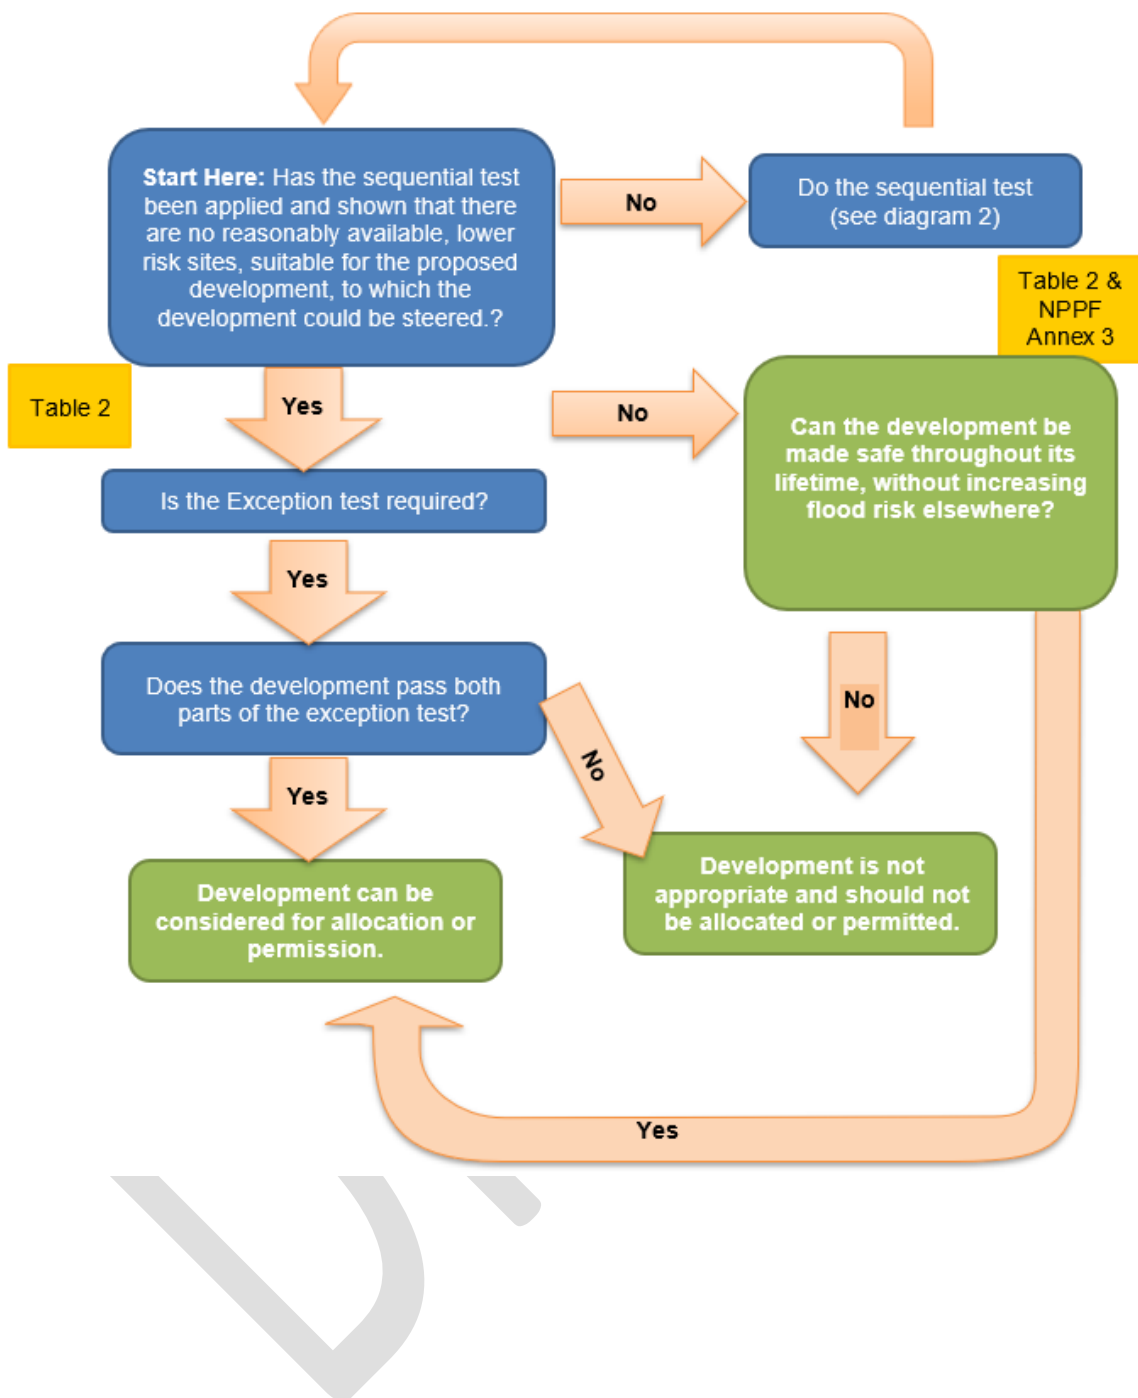 Start Here: Has the sequential test
been applied and shown that there
are no reasonably available, lower
risk sites, suitable for the proposed
development, to which the
development could be steered.?
No
Do the sequential test
(see diagram 2)
Table 2 &
NPPF
Annex 3
Table 2
Yes
No
Can the development be
made safe throughout its
lifetime, without increasing
flood risk elsewhere?
Is the Exception test required?
Yes
Does the development pass both
parts of the exception test?
No
No
Yes
Development can be
considered for allocation or
permission.
Development is not
appropriate and should not
be allocated or permitted.
Yes